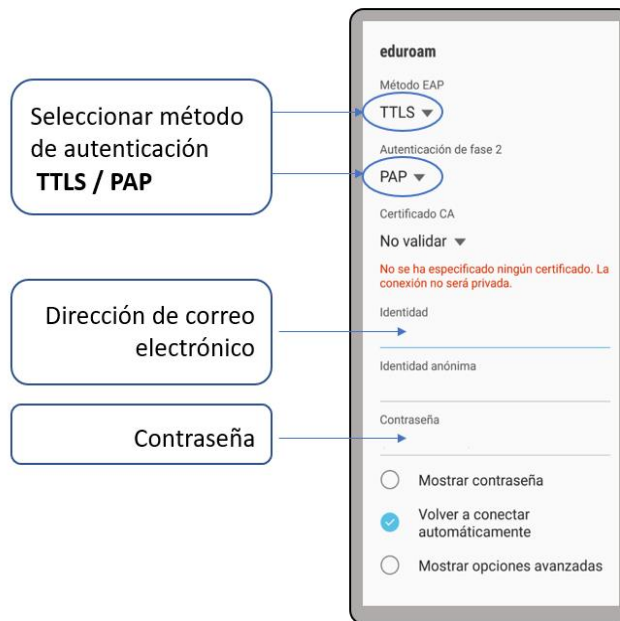 Seleccionar método
de autenticación
TTLS / PAP
Dirección de correo
electrónico
Contraseña
eduroam
Método EAP
TTLS
Autenticación de fase 2
PAP
Certificado CA
No validar
No se ha especificado ningún certificado. La
conexión no será privada.
Identidad
Identidad anónima
Contraseña
Mostrar contraseña
Volver a conectar
automáticamente
Mostrar opciones avanzadas